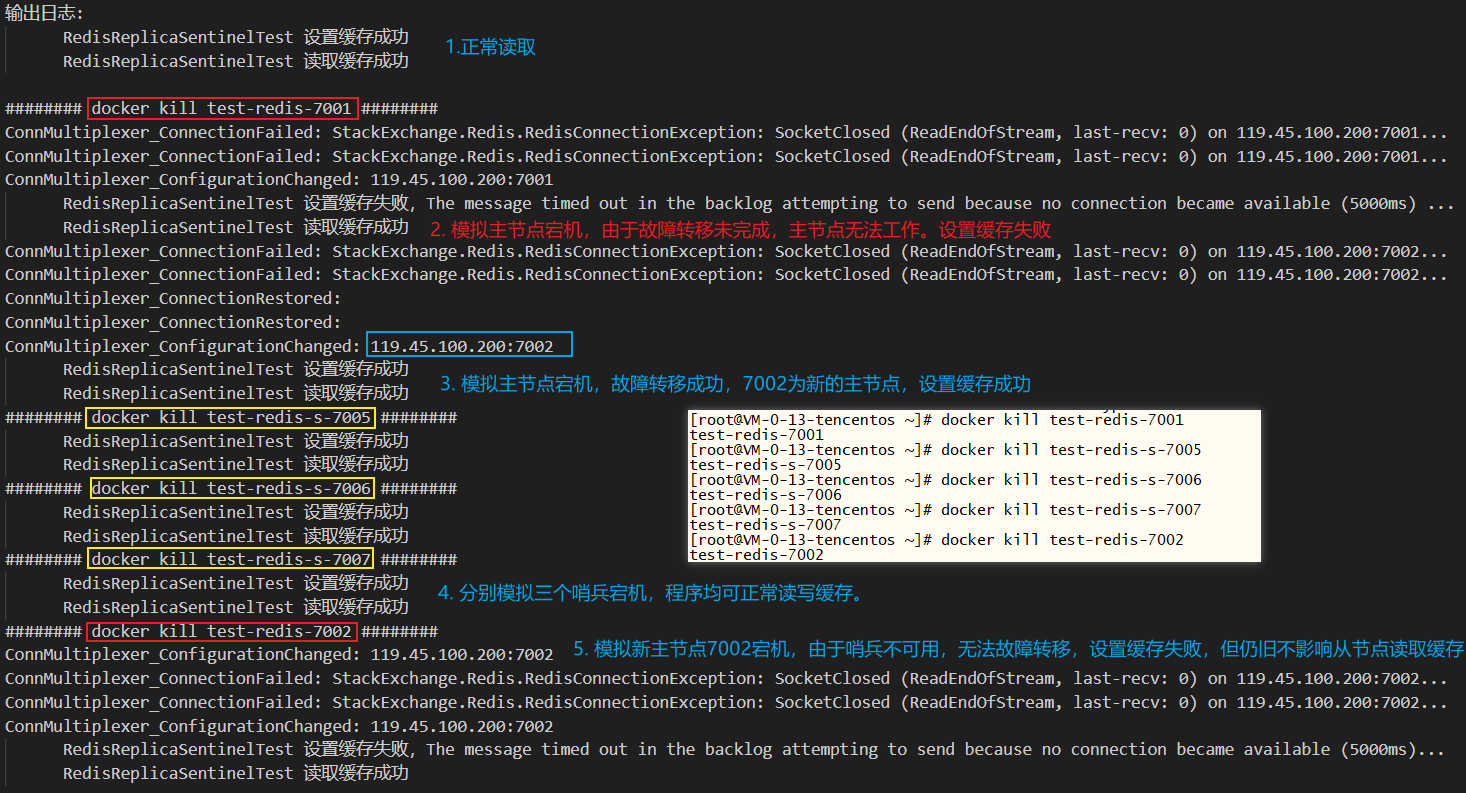 输出日志:
RedisReplicaSentinelTest 设置缓存成功
1.正常读取
RedisReplicaSentinelTest 读取缓存成功
######## docker kill test-redis-7001 ########
ConnMultiplexer_ConnectionFailed: StackExchange.Redis.RedisConnectionException: SocketClosed (ReadEndOfStream, last-recv: 0) on 119.45.100.200:7001...
ConnMultiplexer_ConnectionFailed: StackExchange.Redis.RedisConnectionException: SocketClosed (ReadEndOfStream, last-recv: 0) on 119.45.100.200:7001...
ConnMultiplexer_ConfigurationChanged: 119.45.100.200:7001
RedisReplicaSentinelTest 设置缓存失败, The message timed out in the backlog attempting to send because no connection became available (5000ms) ...
RedisReplicaSentinelTest 读取缓存成功
2. 模拟主节点宕机，由于故障转移未完成，主节点无法工作。设置缓存失败
ConnMultiplexer_ConnectionFailed: StackExchange.Redis.RedisConnectionException: SocketClosed (ReadEndOfStream, last-recv: 0) on 119.45.100.200:7002...
ConnMultiplexer_ConnectionFailed: StackExchange.Redis.RedisConnectionException: SocketClosed (ReadEndOfStream, last-recv: 0) on 119.45.100.200:7002...
ConnMultiplexer_ConnectionRestored:
ConnMultiplexer_ConnectionRestored:
ConnMultiplexer_ConfigurationChanged: 119.45.100.200:7002
RedisReplicaSentinelTest 设置缓存成功
3. 模拟主节点宕机，故障转移成功，7002为新的主节点，设置缓存成功
RedisReplicaSentinelTest 读取缓存成功
######## docker kill test-redis-s-7005 ########
RedisReplicaSentinelTest 设置缓存成功
RedisReplicaSentinelTest 读取缓存成功
######## docker kill test-redis-s-7006 ########
RedisReplicaSentinelTest 设置缓存成功
RedisReplicaSentinelTest 读取缓存成功
######## docker kill test-redis-s-7007 ########
[root@VM-0-13-tencentos ~]# docker kill test-redis-7001
test-redis-7001
[root@VM-0-13-tencentos ~]# docker kill test-redis-s-7005
test-redis-s-7005
[root@VM-0-13-tencentos ~]# docker kill test-redis-s-7006
test-redis-s-7006
[root@VM-0-13-tencentos ~]# docker kill test-redis-s-7007
test-redis-s-7007
[root@VM-0-13-tencentos ~]# docker kill test-redis-7002
test-redis-7002
RedisReplicaSentinelTest 设置缓存成功
4. 分别模拟三个哨兵宕机，程序均可正常读写缓存。
RedisReplicaSentinelTest 读取缓存成功
######## docker kill test-redis-7002 ########
ConnMultiplexer_ConfigurationChanged: 119.45.100.200:7002
5. 模拟新主节点7002宕机，由于哨兵不可用，无法故障转移，设置缓存失败，但仍旧不影响从节点读取缓存
ConnMultiplexer_ConnectionFailed: StackExchange.Redis.RedisConnectionException: SocketClosed (ReadEndOfStream, last-recv: 0) on 119.45.100.200:7002...
ConnMultiplexer_ConnectionFailed: StackExchange.Redis.RedisConnectionException: SocketClosed (ReadEndOfStream, last-recv: 0) on 119.45.100.200:7002...
ConnMultiplexer_ConfigurationChanged: 119.45.100.200:7002
RedisReplicaSentinelTest 设置缓存失败, The message timed out in the backlog attempting to send because no connection became available (5000ms)...
RedisReplicaSentinelTest 读取缓存成功